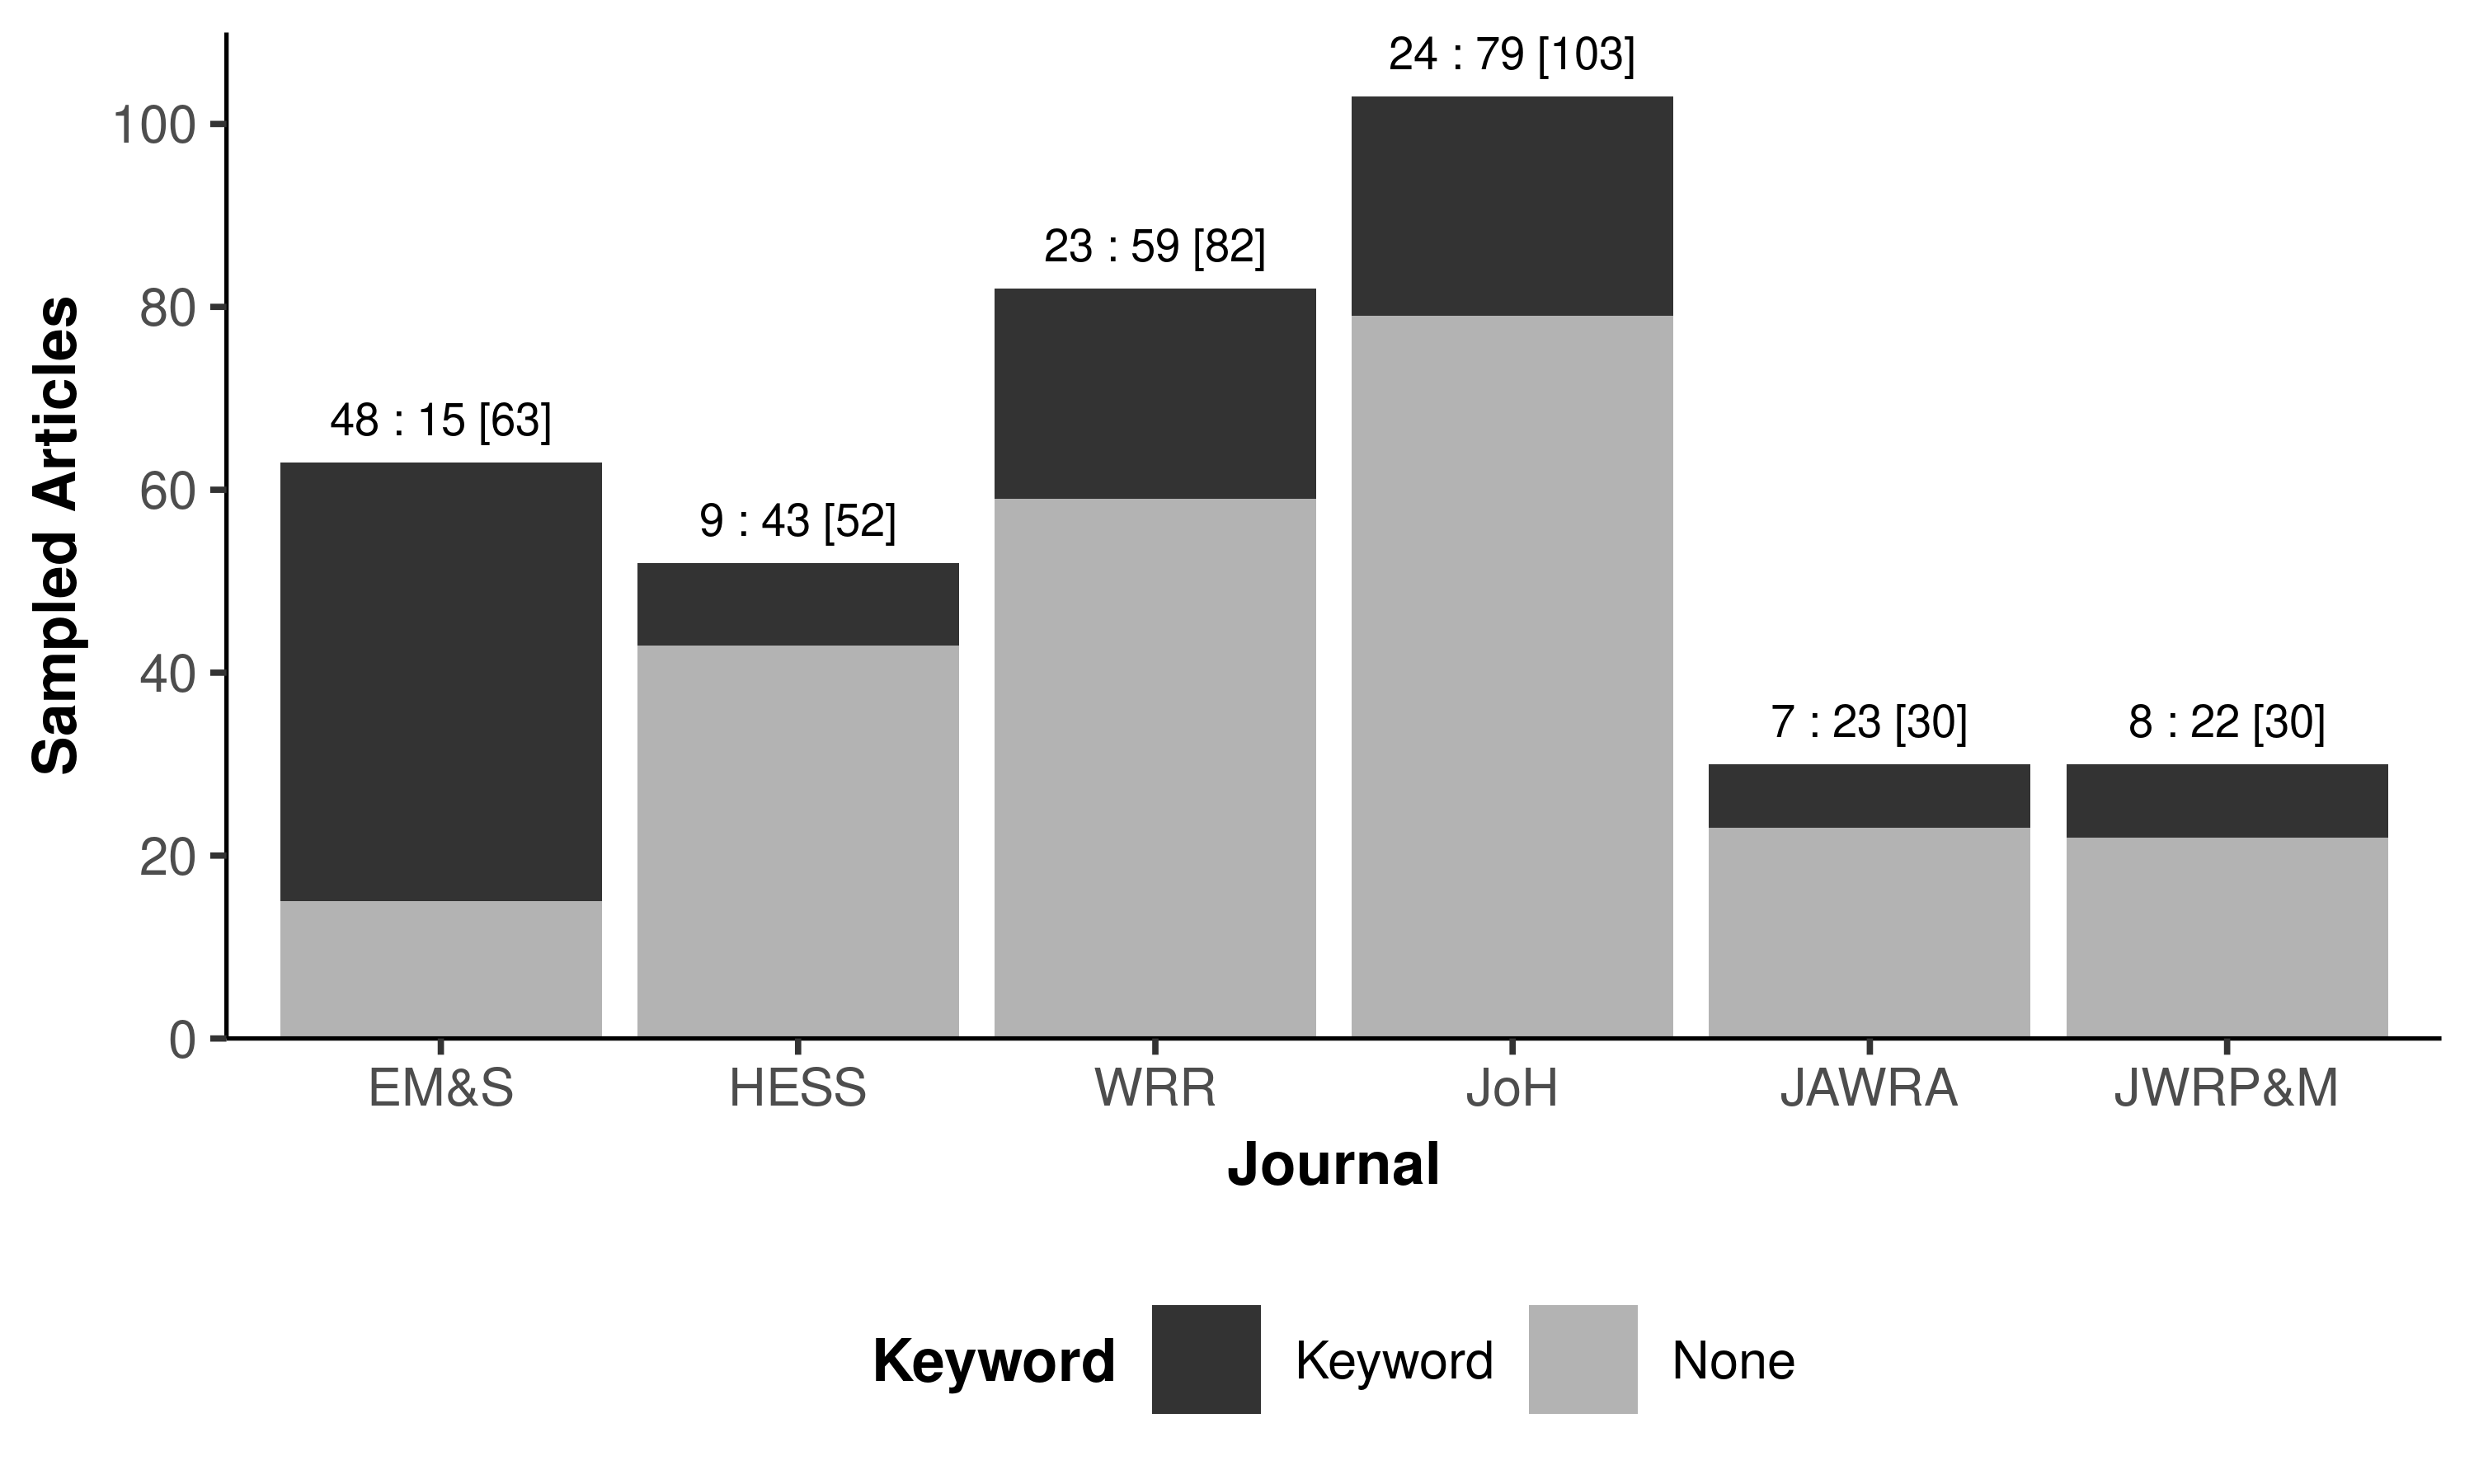 24 : 79 [103]
100
23 : 59 [82]
80
48 : 15 [63]
60
9 : 43 [52]
40
7 : 23 [30]
8 : 22 [30]
20
0
Sampled Articles
EM&S HESS WRR JoH JAWRA JWRP&M
Journal
Keyword Keyword None